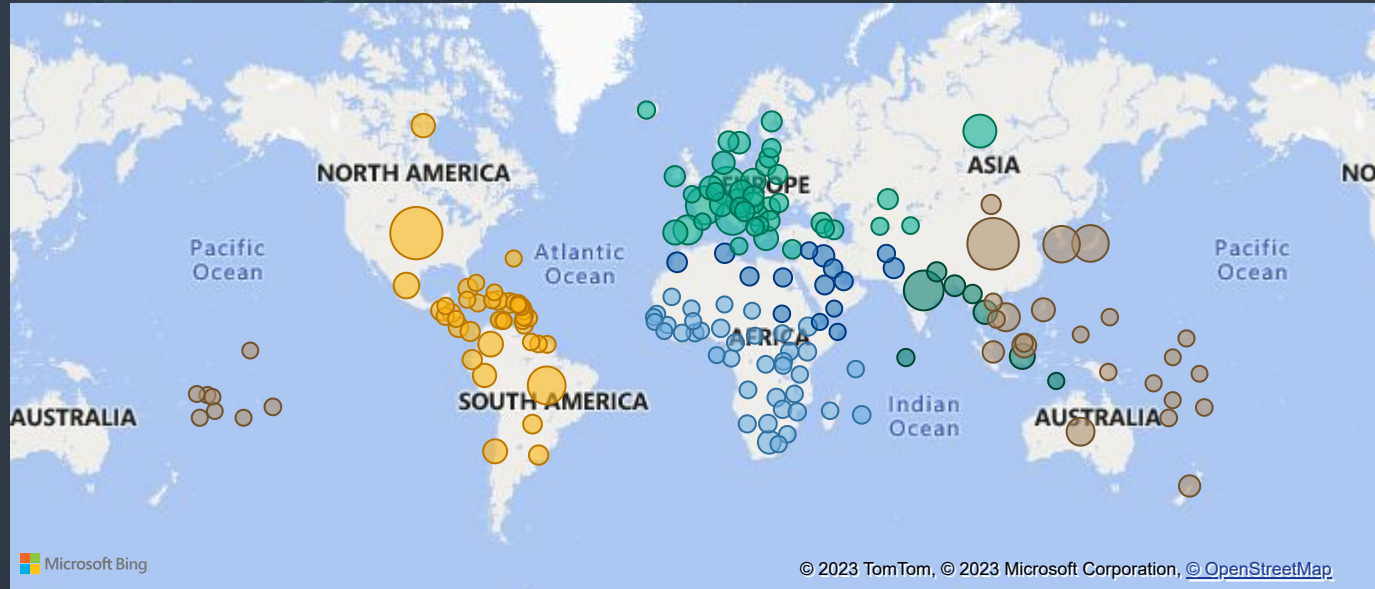 NORTH AMERICA
EUROPE
ASIA
NO
Pacific
Ocean
Atlantic
Ocean
Pacific
Ocean
AFRICA
AUSTRALIA
SOUTH AMERICA
Indian
Ocean
AUSTRALIA
Microsoft Bing
© 2023 TomTom, © 2023 Microsoft Corporation, © OpenStreetMap